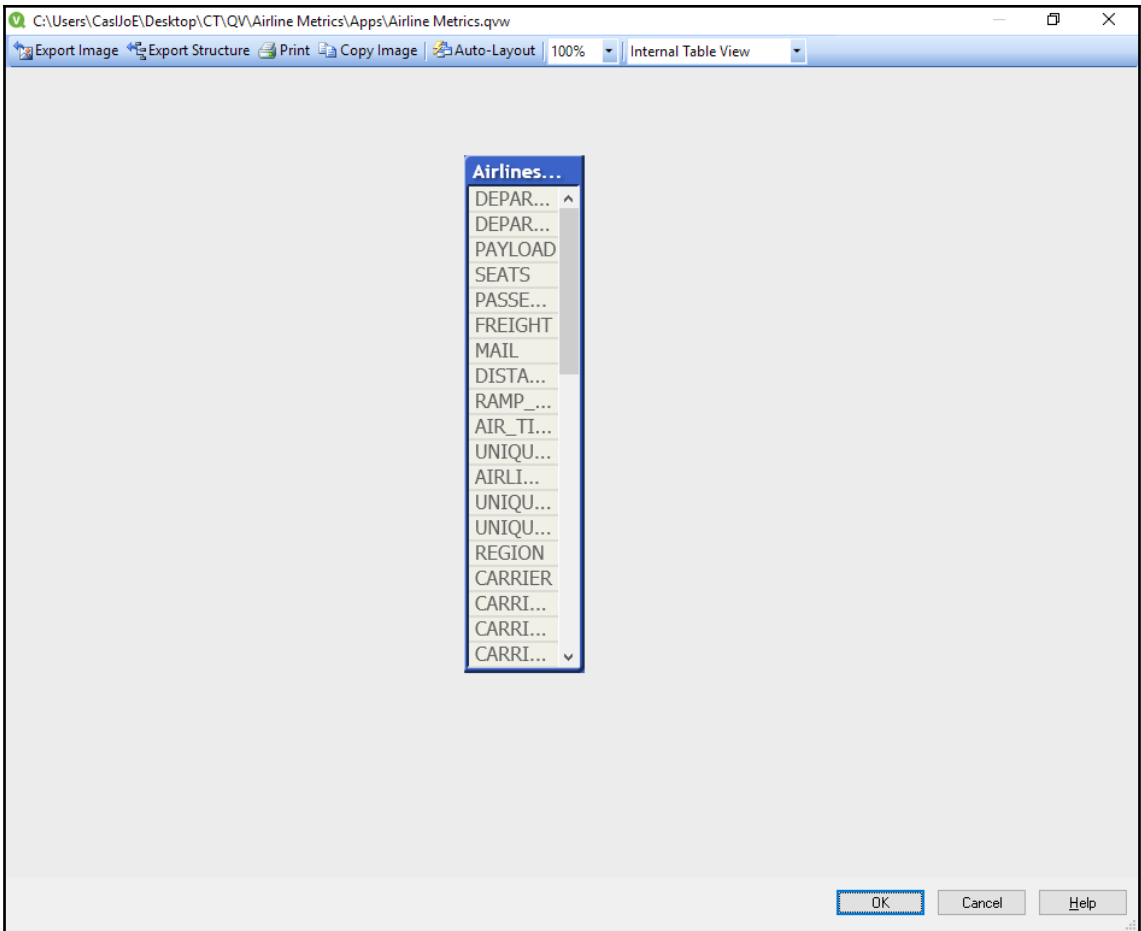 C:\Users\CaslJoE\Desktop\CT\QV\Airline Metrics\Apps\Airline Metrics.qvw
Export Image Export Structure Print Copy Image Auto-Layout 100% Internal Table View
Airlines...
DEPAR...
DEPAR...
PAYLOAD
SEATS
PASSE...
FREIGHT
MAIL
DISTA...
RAMP_...
AIR_TI...
UNIQU...
AIRLI...
UNIQU...
UNIQU...
REGION
CARRIER
CARRI...
CARRI...
CARRI...
OK Cancel Help